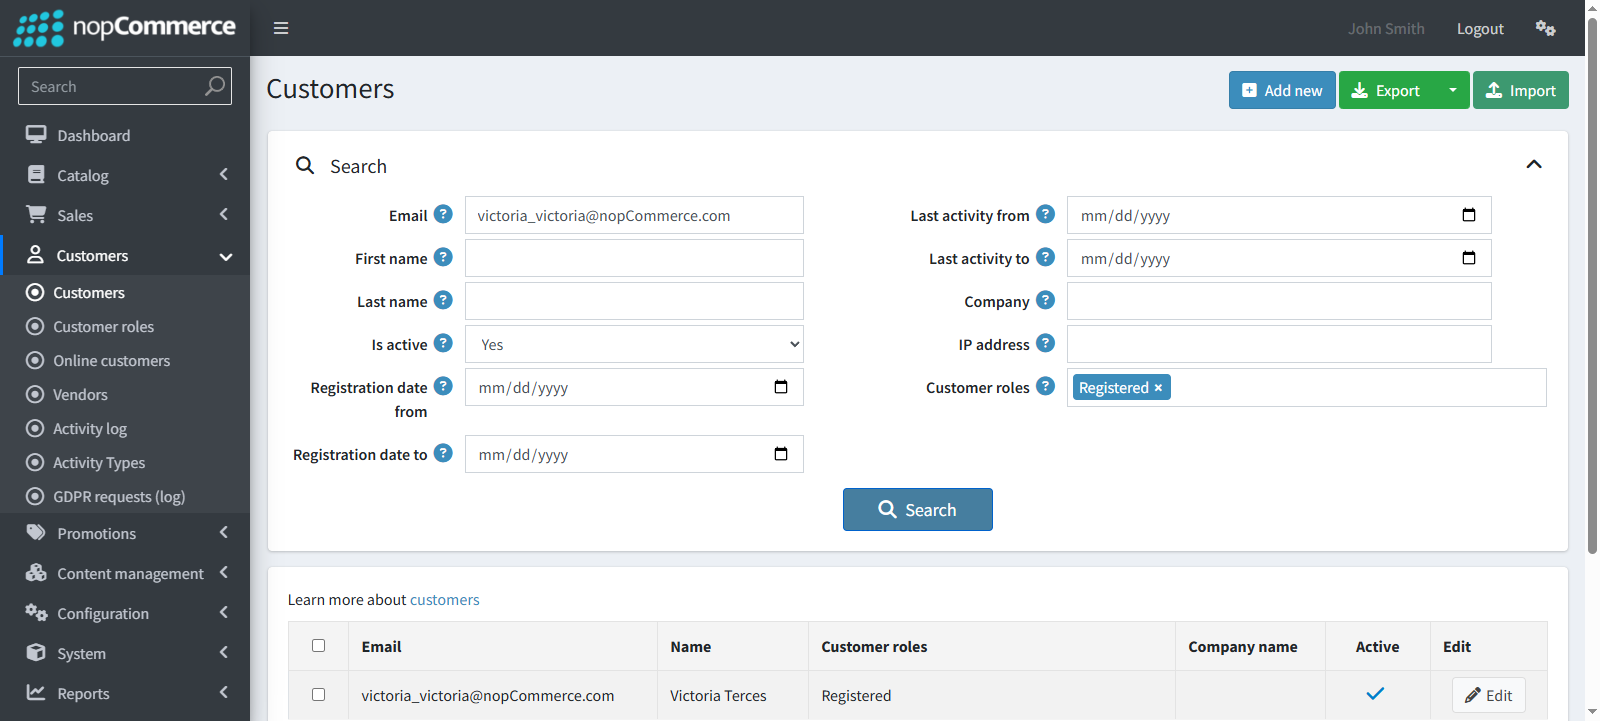 nopCommerce
John Smith
Logout
Search
Dashboard
Catalog
Sales
Customers
Customers
Customer roles
Online customers
Vendors
Activity log
Activity Types
GDPR requests (log)
Promotions
Content management
Configuration
System
Reports
Customers
Add new
Export
Import
Search
Email ?
victoria_victoria@nopCommerce.com
First name ?
Last name ?
Is active ?
Yes
Registration date from ?
mm/dd/yyyy
Registration date to ?
mm/dd/yyyy
Last activity from ?
mm/dd/yyyy
Last activity to ?
mm/dd/yyyy
Company ?
IP address ?
Customer roles ?
Registered ×
Search
Learn more about customers
Email Name Customer roles Company name Active Edit
victoria_victoria@nopCommerce.com Victoria Terces Registered Edit